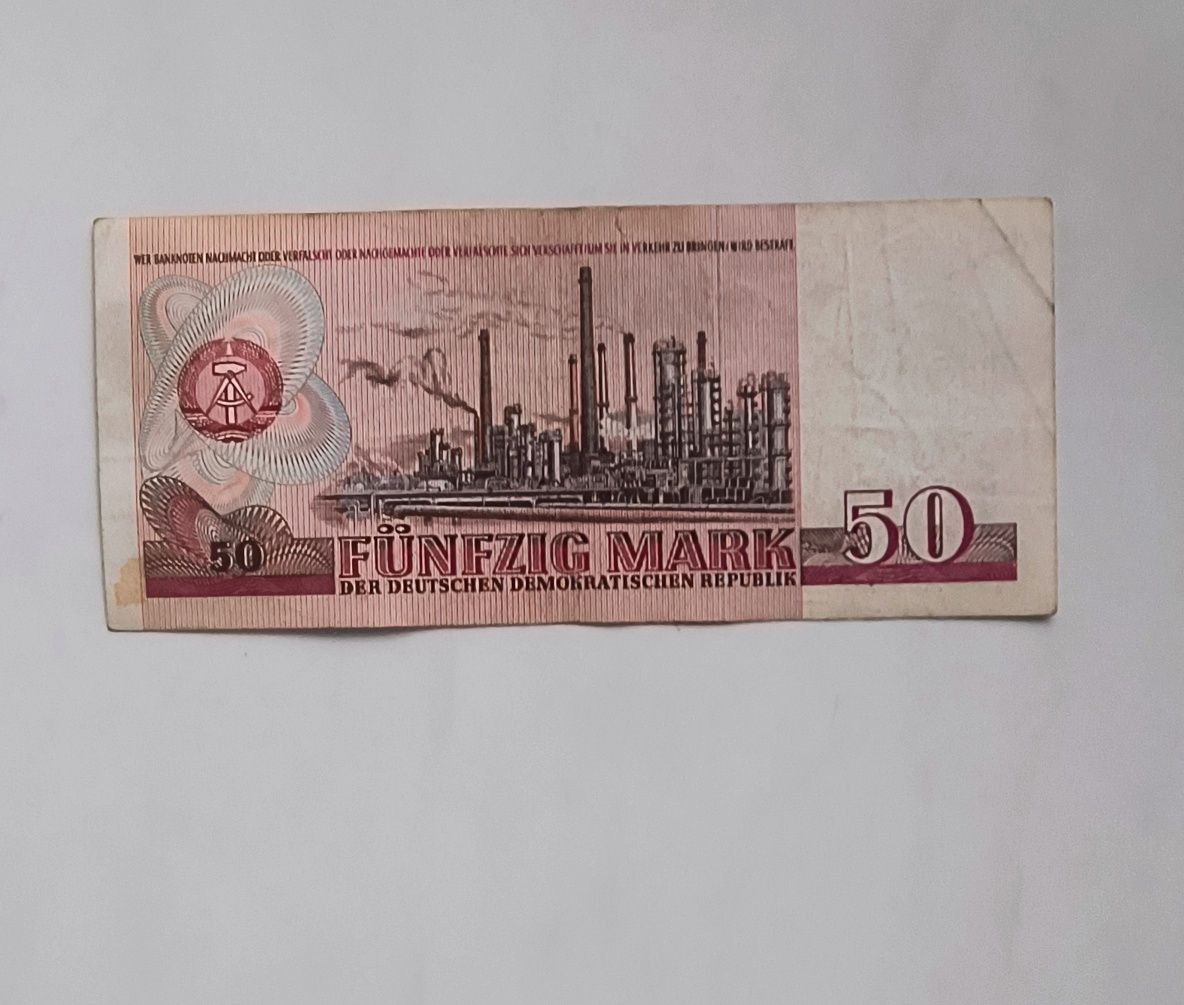 WER BANKNOTEN NACHMACHT ODER VERFÄLSCHT ODER NACHGEMACHTE ODER VERFÄLSCHTE SICH VERSCHAFFT/UM SIE IN VERKEHR ZU BRINGEN/WIRD BESTRAFT.
50
FÜNFZIG MARK
DER DEUTSCHEN DEMOKRATISCHEN REPUBLIK
50